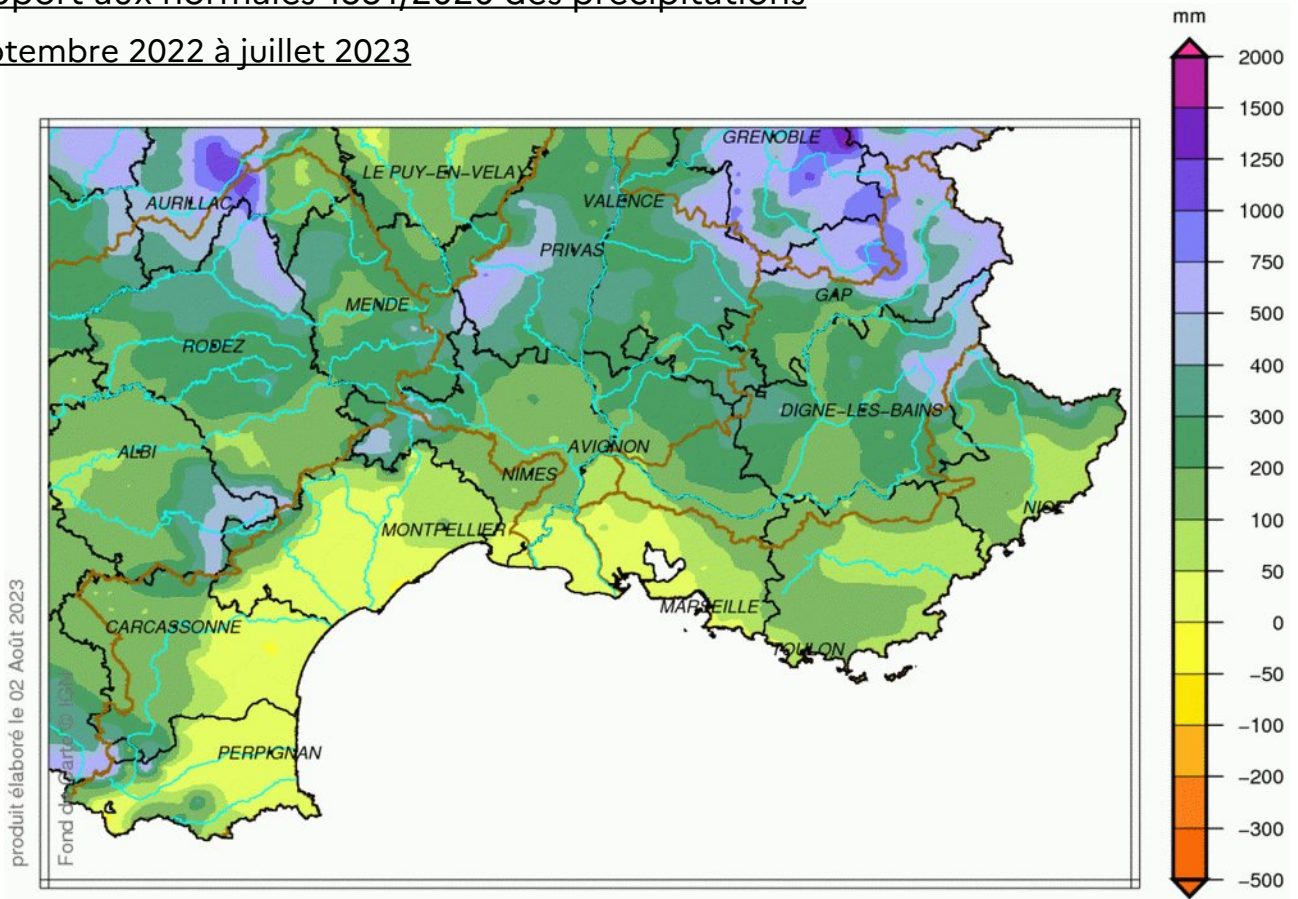 pport aux normales 1991/2020 des précipitations
ptembre 2022 à juillet 2023
mm
2000
1500
1250
1000
750
500
400
300
200
100
50
0
−50
−100
−200
−300
−500
GRENOBLE
LE PUY−EN−VELAY
AURILLAC
VALENCE
PRIVAS
GAP
MENDE
RODEZ
DIGNE−LES−BAINS
ALBI
AVIGNON
NIMES
NICE
MONTPELLIER
MARSEILLE
CARCASSONNE
TOULON
PERPIGNAN
produit élaboré le 02 Août 2023
Fond de Carte © IGN